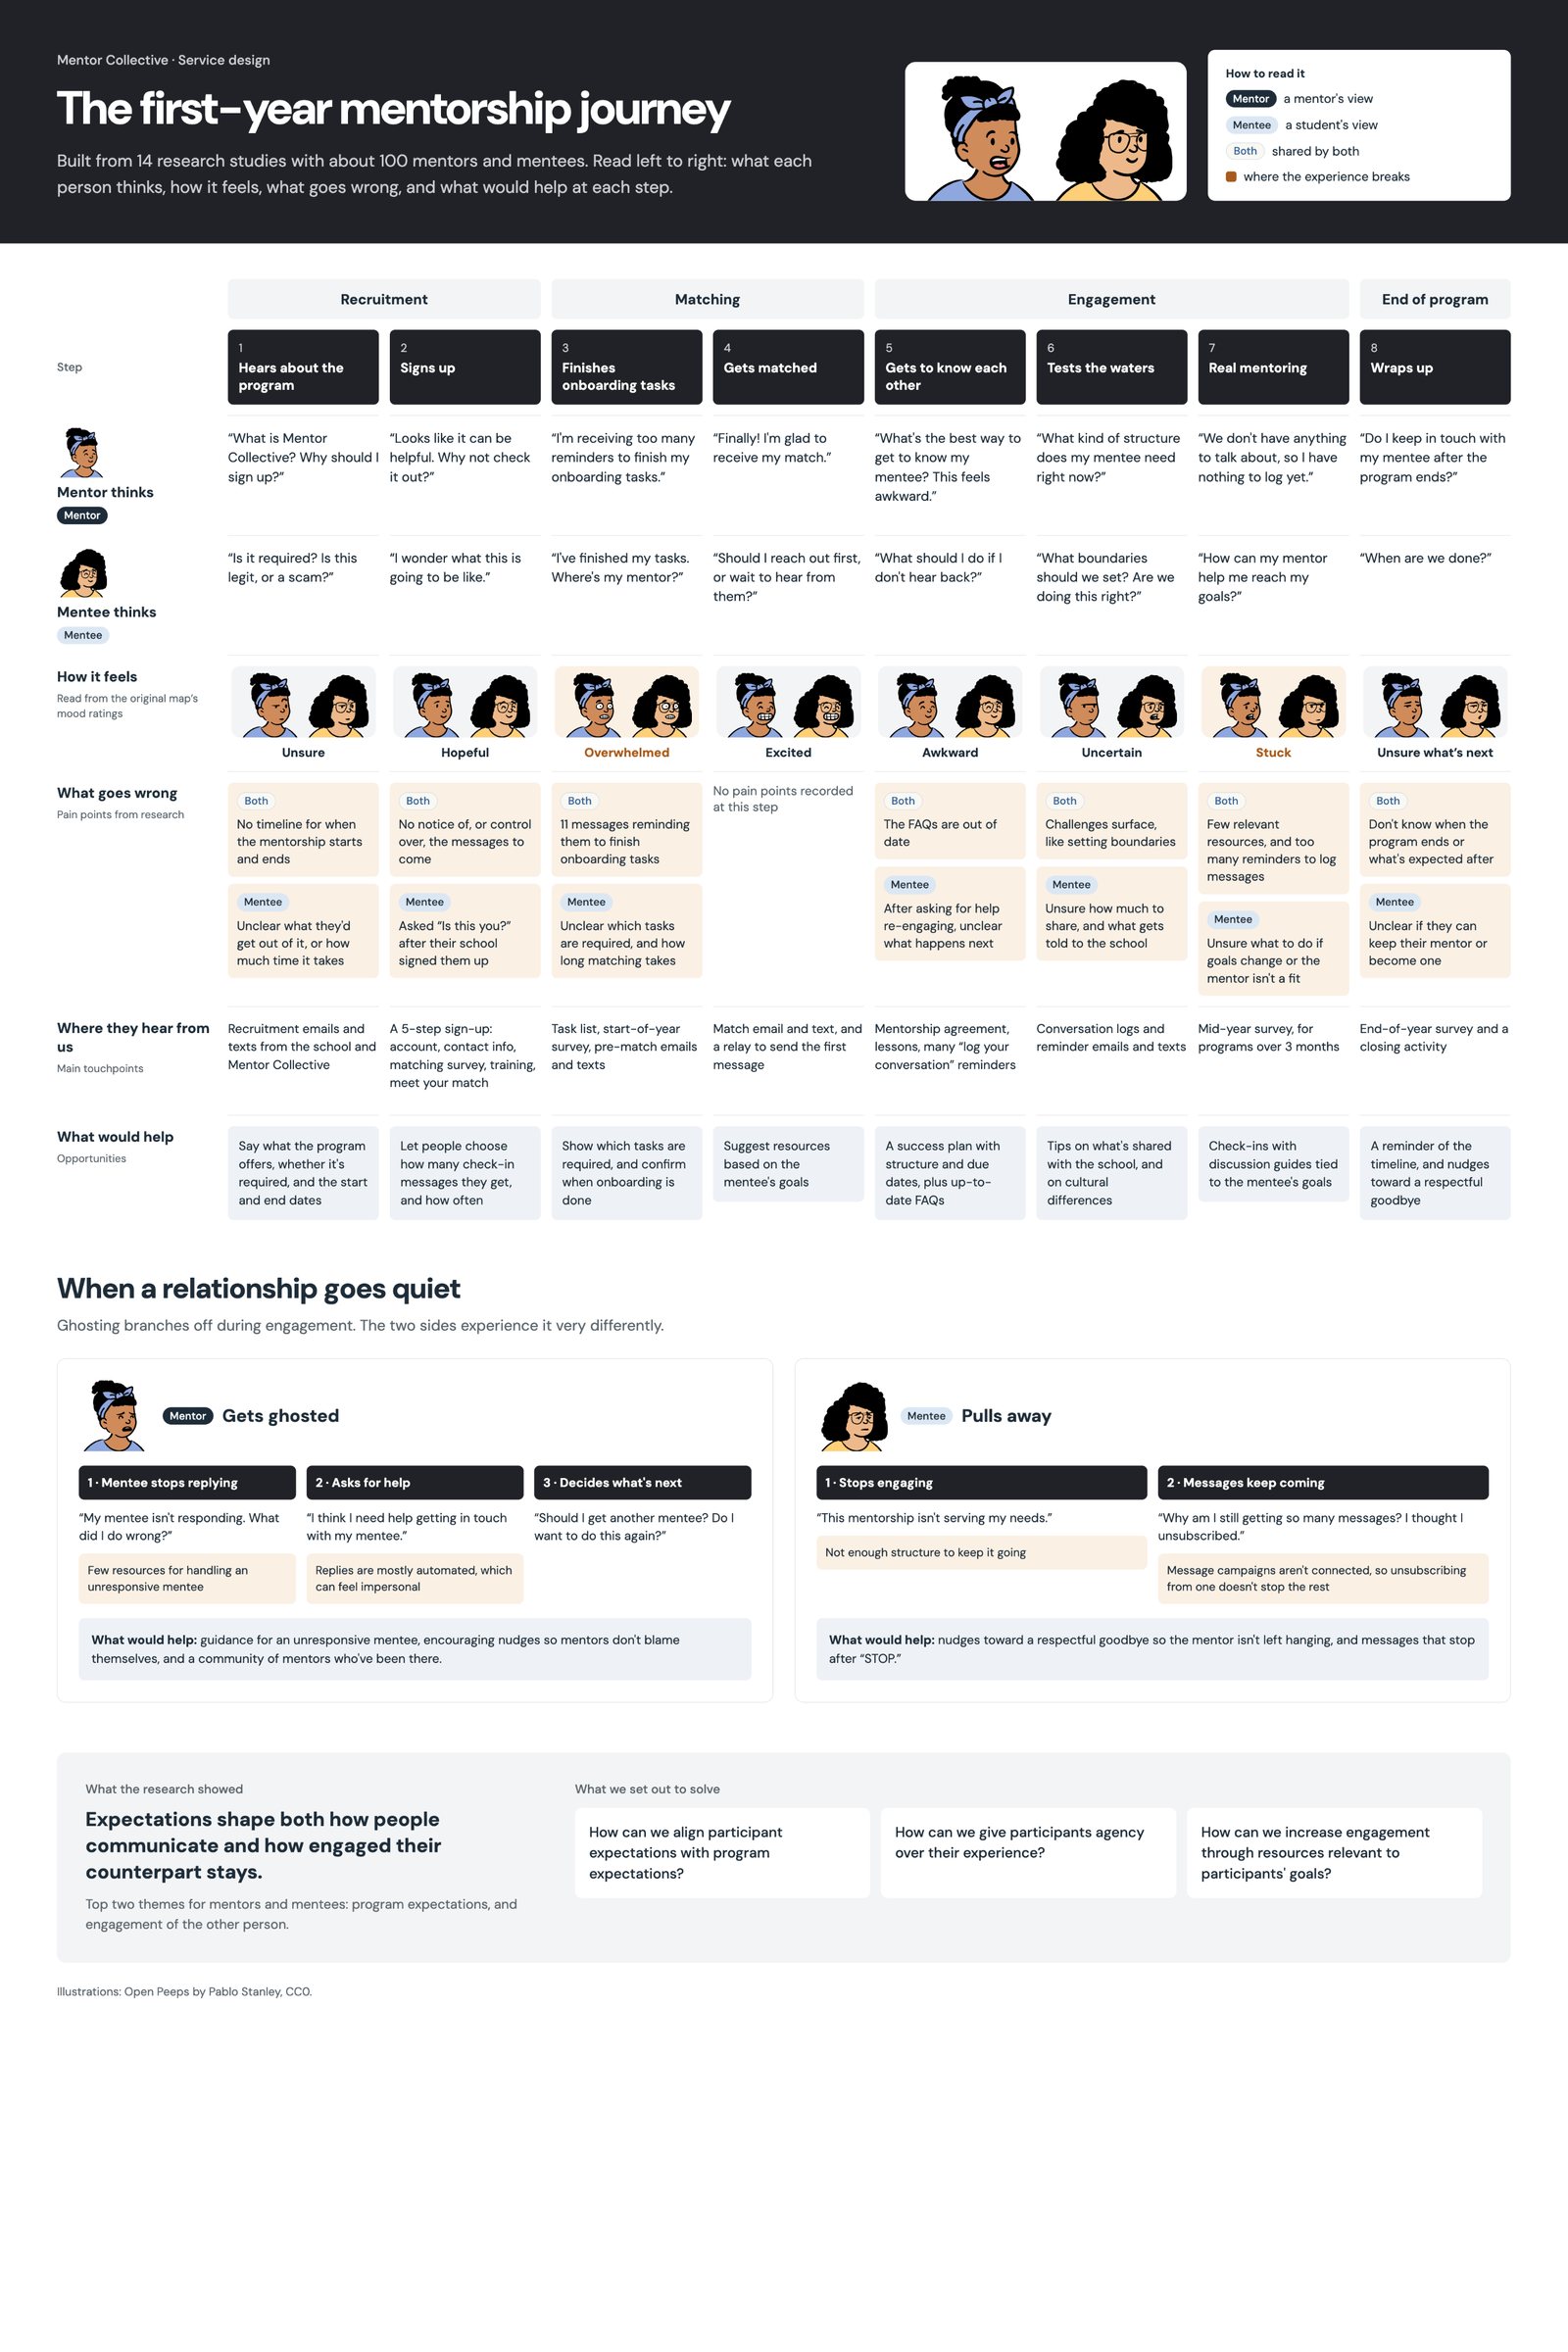 Mentor Collective · Service design
The first-year mentorship journey
Built from 14 research studies with about 100 mentors and mentees. Read left to right: what each
person thinks, how it feels, what goes wrong, and what would help at each step.
How to read it
Mentor a mentor's view
Mentee a student's view
Both shared by both
where the experience breaks
Recruitment
Matching
Engagement
End of program
Step
1
Hears about the
program
2
Signs up
3
Finishes
onboarding tasks
4
Gets matched
5
Gets to know each
other
6
Tests the waters
7
Real mentoring
8
Wraps up
Mentor thinks
Mentor
“What is Mentor
Collective? Why should I
sign up?”
“Looks like it can be
helpful. Why not check
it out?”
“I'm receiving too many
reminders to finish my
onboarding tasks.”
“Finally! I'm glad to
receive my match.”
“What's the best way to
get to know my
mentee? This feels
awkward.”
“What kind of structure
does my mentee need
right now?”
“We don't have anything
to talk about, so I have
nothing to log yet.”
“Do I keep in touch with
my mentee after the
program ends?”
Mentee thinks
Mentee
“Is it required? Is this
legit, or a scam?”
“I wonder what this is
going to be like.”
“I've finished my tasks.
Where's my mentor?”
“Should I reach out first,
or wait to hear from
them?”
“What should I do if I
don't hear back?”
“What boundaries
should we set? Are we
doing this right?”
“How can my mentor
help me reach my
goals?”
“When are we done?”
How it feels
Read from the original map’s
mood ratings
Unsure
Hopeful
Overwhelmed
Excited
Awkward
Uncertain
Stuck
Unsure what’s next
What goes wrong
Pain points from research
Both
No timeline for when
the mentorship starts
and ends
Mentee
Unclear what they'd
get out of it, or how
much time it takes
Both
No notice of, or control
over, the messages to
come
Mentee
Asked “Is this you?”
after their school
signed them up
Both
11 messages reminding
them to finish
onboarding tasks
Mentee
Unclear which tasks
are required, and how
long matching takes
No pain points recorded
at this step
Both
The FAQs are out of
date
Mentee
After asking for help
re-engaging, unclear
what happens next
Both
Challenges surface,
like setting boundaries
Mentee
Unsure how much to
share, and what gets
told to the school
Both
Few relevant
resources, and too
many reminders to log
messages
Mentee
Unsure what to do if
goals change or the
mentor isn't a fit
Both
Don't know when the
program ends or
what's expected after
Mentee
Unclear if they can
keep their mentor or
become one
Where they hear from
us
Main touchpoints
Recruitment emails and
texts from the school and
Mentor Collective
A 5-step sign-up:
account, contact info,
matching survey, training,
meet your match
Task list, start-of-year
survey, pre-match emails
and texts
Match email and text, and
a relay to send the first
message
Mentorship agreement,
lessons, many “log your
conversation” reminders
Conversation logs and
reminder emails and texts
Mid-year survey, for
programs over 3 months
End-of-year survey and a
closing activity
What would help
Opportunities
Say what the program
offers, whether it's
required, and the start
and end dates
Let people choose
how many check-in
messages they get,
and how often
Show which tasks are
required, and confirm
when onboarding is
done
Suggest resources
based on the
mentee's goals
A success plan with
structure and due
dates, plus up-to-
date FAQs
Tips on what's shared
with the school, and
on cultural
differences
Check-ins with
discussion guides tied
to the mentee's goals
A reminder of the
timeline, and nudges
toward a respectful
goodbye
When a relationship goes quiet
Ghosting branches off during engagement. The two sides experience it very differently.
Mentor Gets ghosted
1 · Mentee stops replying
“My mentee isn't responding. What
did I do wrong?”
Few resources for handling an
unresponsive mentee
2 · Asks for help
“I think I need help getting in touch
with my mentee.”
Replies are mostly automated, which
can feel impersonal
3 · Decides what's next
“Should I get another mentee? Do I
want to do this again?”
What would help: guidance for an unresponsive mentee, encouraging nudges so mentors don't blame
themselves, and a community of mentors who've been there.
Mentee Pulls away
1 · Stops engaging
“This mentorship isn't serving my needs.”
Not enough structure to keep it going
2 · Messages keep coming
“Why am I still getting so many messages? I thought I
unsubscribed.”
Message campaigns aren't connected, so unsubscribing
from one doesn't stop the rest
What would help: nudges toward a respectful goodbye so the mentor isn't left hanging, and messages that stop
after “STOP.”
What the research showed
Expectations shape both how people
communicate and how engaged their
counterpart stays.
Top two themes for mentors and mentees: program expectations, and
engagement of the other person.
What we set out to solve
How can we align participant
expectations with program
expectations?
How can we give participants agency
over their experience?
How can we increase engagement
through resources relevant to
participants' goals?
Illustrations: Open Peeps by Pablo Stanley, CC0.